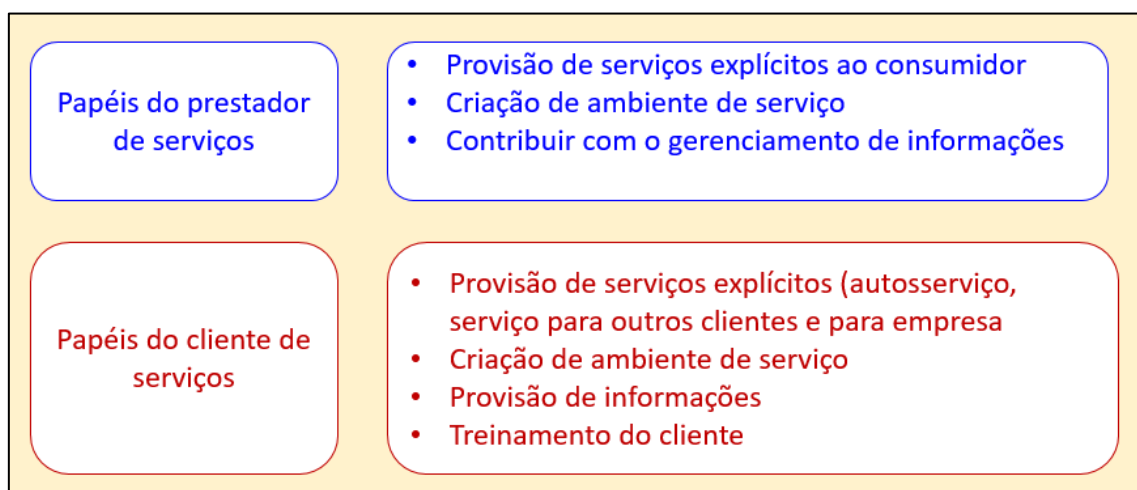 Papéis do prestador
de serviços
• Provisão de serviços explícitos ao consumidor
• Criação de ambiente de serviço
• Contribuir com o gerenciamento de informações
Papéis do cliente de
serviços
• Provisão de serviços explícitos (autosserviço,
serviço para outros clientes e para empresa
• Criação de ambiente de serviço
• Provisão de informações
• Treinamento do cliente